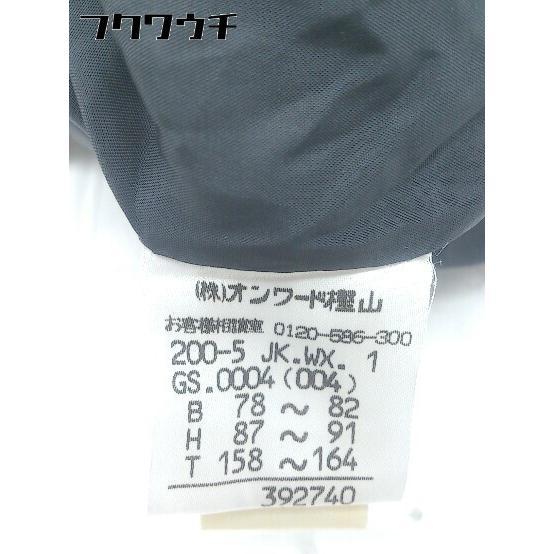 フクワウチ
(株)オンワード樫山
お客様相談室 0120-586-300
200-5 JK.WX. 1
GS.0004(004)
B 78～82
H 87～91
T 158～164
392740